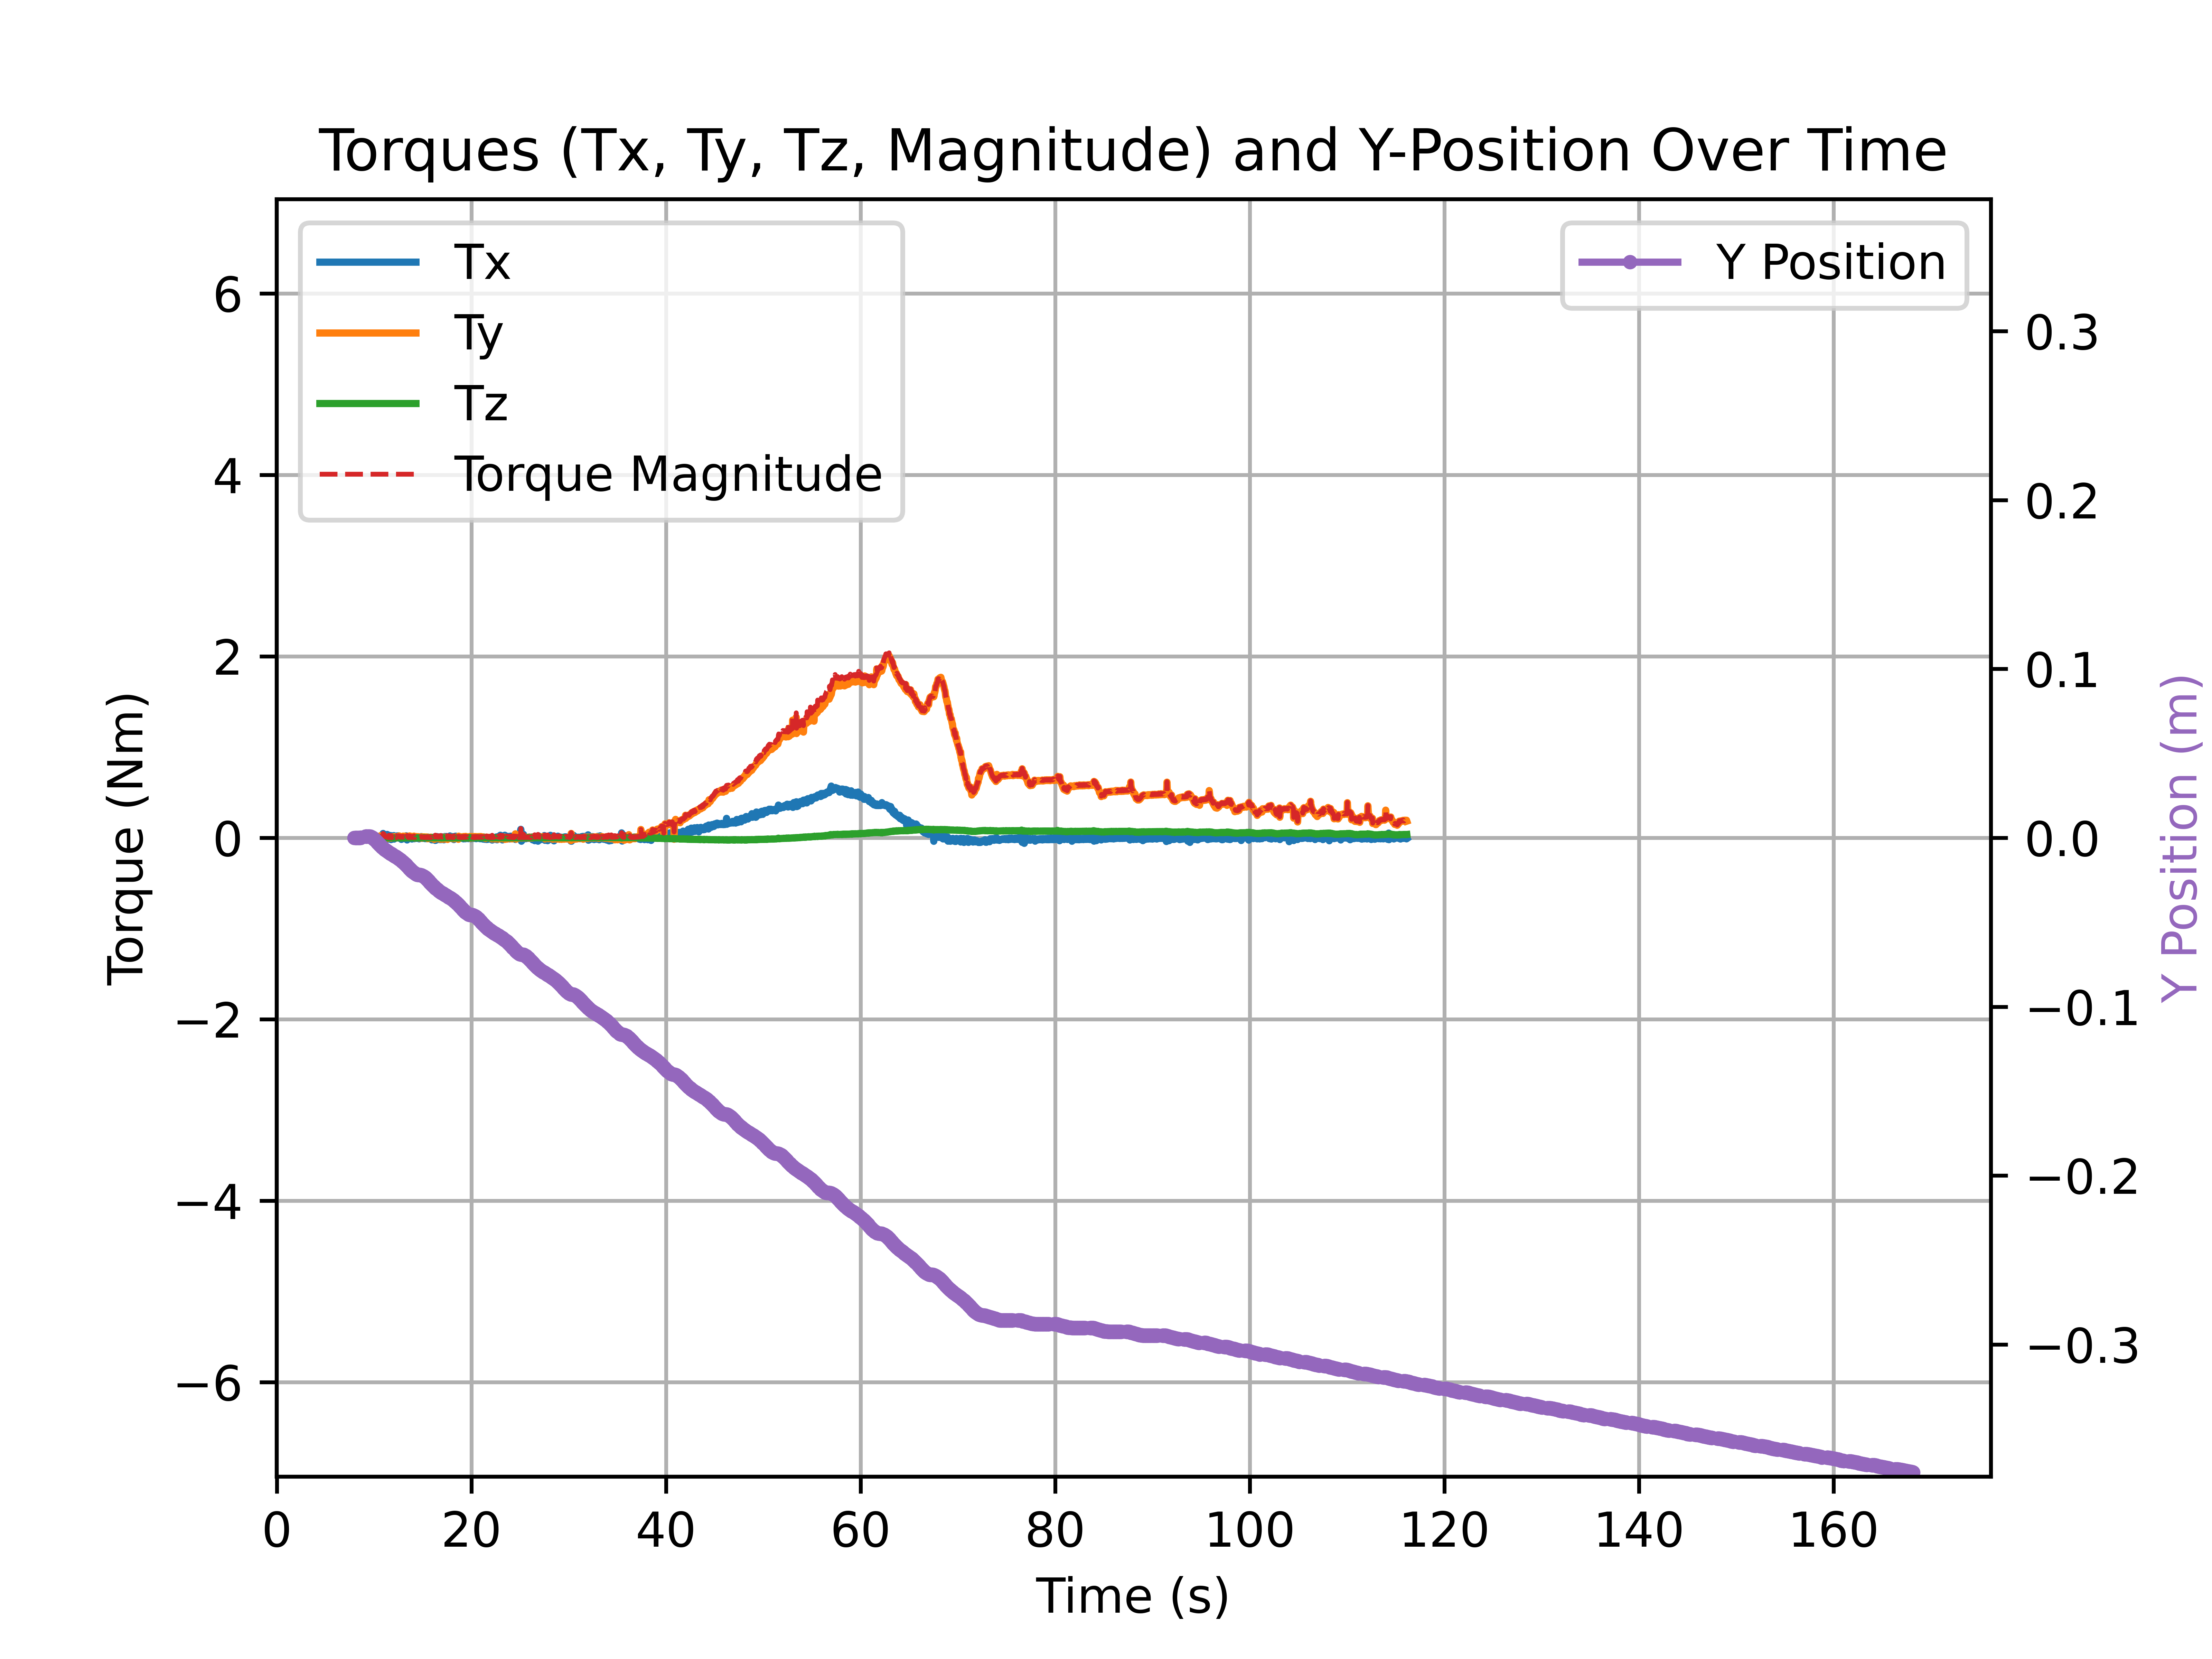 Torques (Tx, Ty, Tz, Magnitude) and Y-Position Over Time
Tx
Ty
Tz
Torque Magnitude
Y Position
Torque (Nm)
6
4
2
0
−2
−4
−6
0.3
0.2
0.1
0.0
−0.1
−0.2
−0.3
Y Position (m)
0 20 40 60 80 100 120 140 160
Time (s)